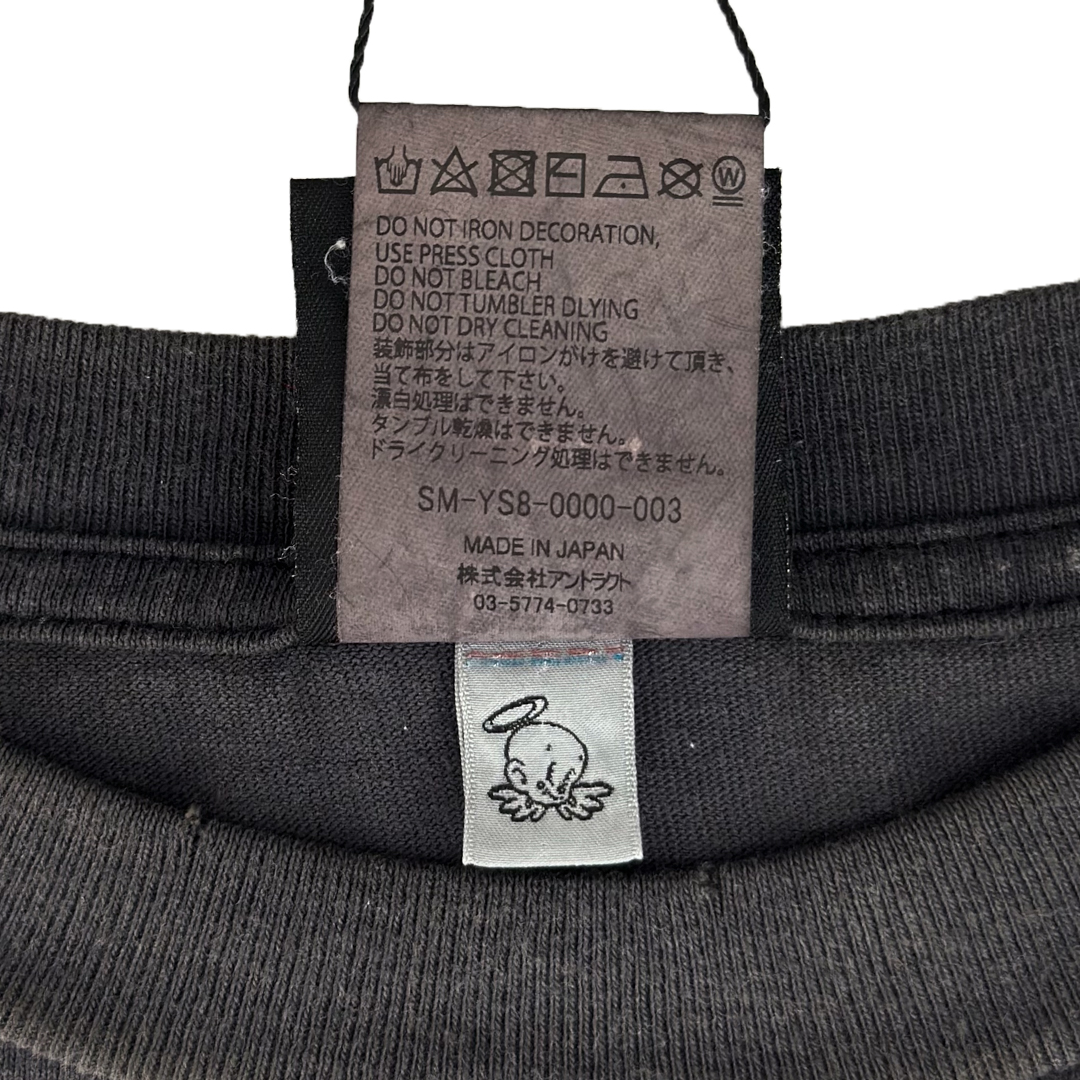 W
DO NOT IRON DECORATION,
USE PRESS CLOTH
DO NOT BLEACH
DO NOT TUMBLER DLYING
DO NOT DRY CLEANING
装飾部分はアイロンがけを避けて頂き、
当て布をして下さい。
漂白処理はできません。
タンブル乾燥はできません。
ドライクリーニング処理はできません。
SM-YS8-0000-003
MADE IN JAPAN
株式会社アントラクト
03-5774-0733